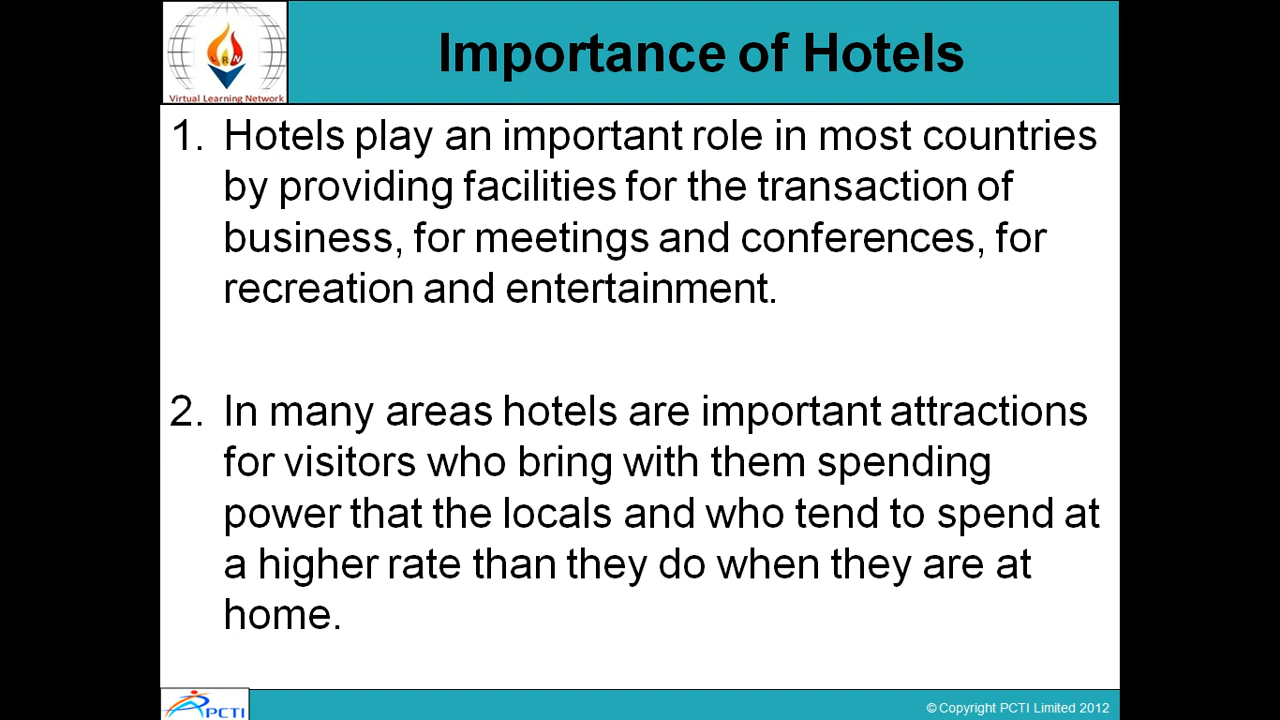 Importance of Hotels
Virtual Learning Network
1. Hotels play an important role in most countries
by providing facilities for the transaction of
business, for meetings and conferences, for
recreation and entertainment.
2. In many areas hotels are important attractions
for visitors who bring with them spending
power that the locals and who tend to spend at
a higher rate than they do when they are at
home.
PCTI
© Copyright PCTI Limited 2012